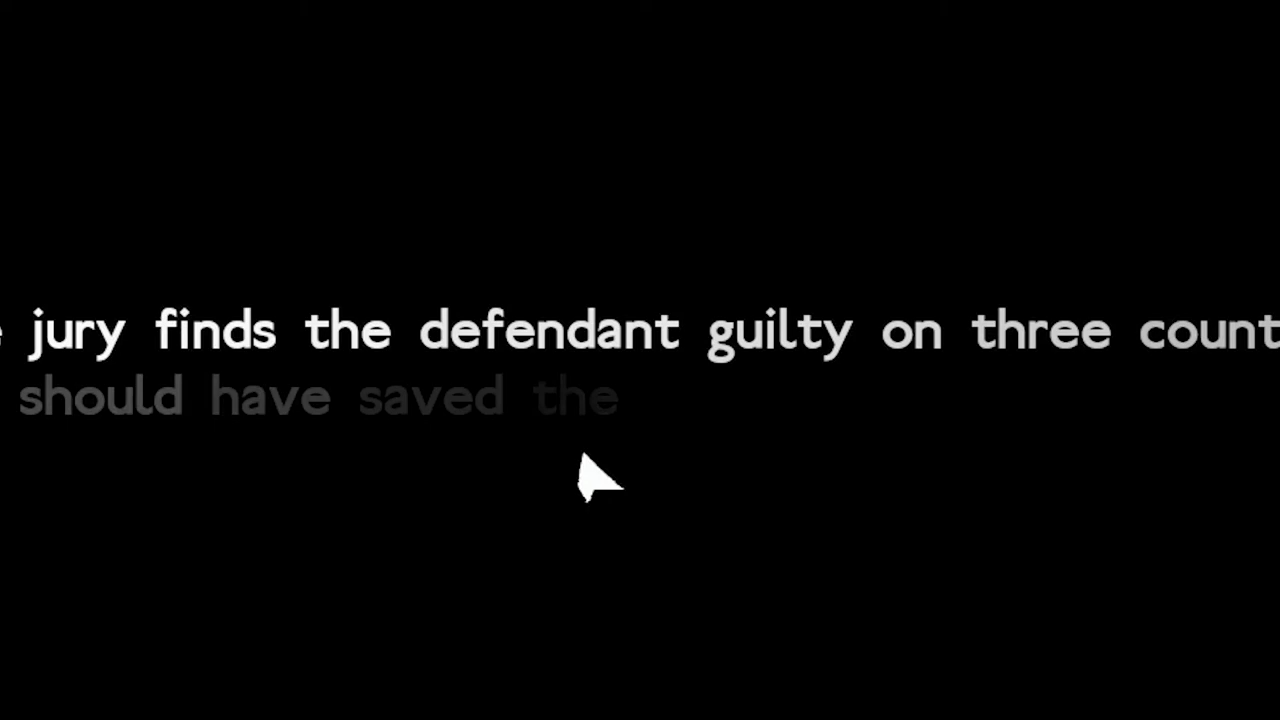 e jury finds the defendant guilty on three count
should have saved the